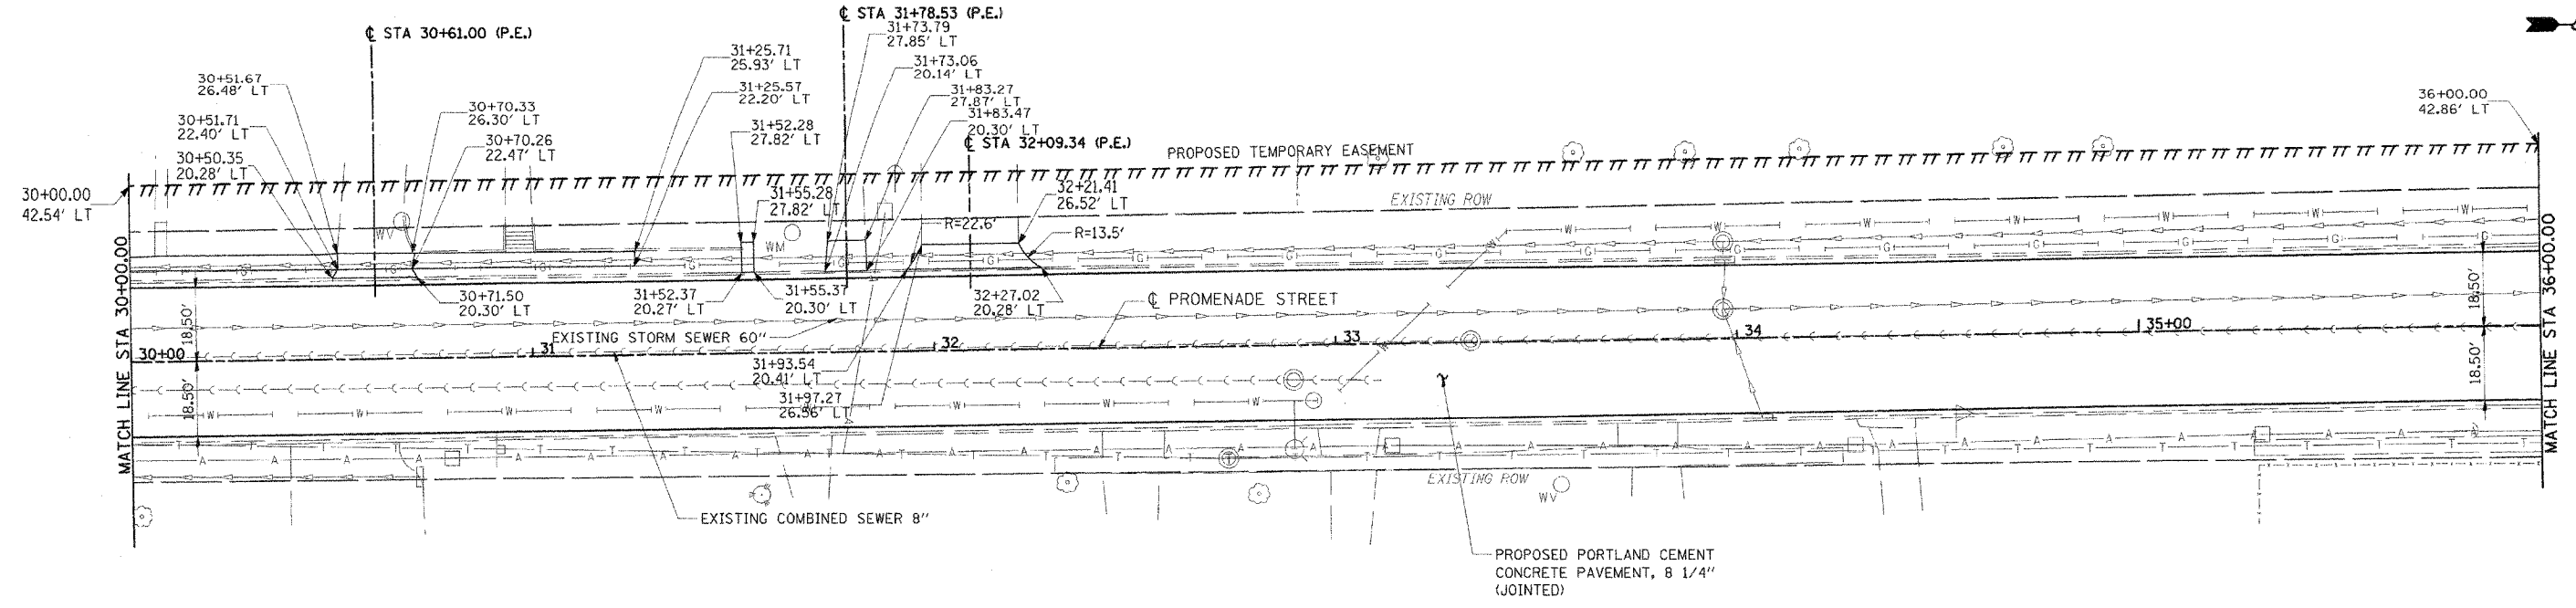 ℄ STA 30+61.00 (P.E.)
℄ STA 31+78.53 (P.E.)
31+73.79
27.85' LT
31+25.71
25.93' LT
31+73.06
20.14' LT
30+51.67
26.48' LT
31+25.57
22.20' LT
31+83.27
27.87' LT
36+00.00
42.86' LT
30+51.71
22.40' LT
30+70.33
26.30' LT
31+83.47
20.30' LT
31+52.28
27.82' LT
30+70.26
22.47' LT
℄ STA 32+09.34 (P.E.)
PROPOSED TEMPORARY EASEMENT
30+50.35
20.28' LT
30+00.00
42.54' LT
31+55.28
27.82' LT
32+21.41
26.52' LT
EXISTING ROW
R=22.6'
R=13.5'
WV
WM
30+71.50
20.30' LT
31+52.37
20.27' LT
31+55.37
20.30' LT
32+27.02
20.28' LT
℄ PROMENADE STREET
EXISTING STORM SEWER 60"
MATCH LINE STA 30+00.00
MATCH LINE STA 36+00.00
18.50'
18.50'
18.50'
18.50'
30+00
31
32
33
34
35+00
31+93.54
20.41' LT
31+97.27
26.56' LT
EXISTING ROW
WV
EXISTING COMBINED SEWER 8"
PROPOSED PORTLAND CEMENT
CONCRETE PAVEMENT, 8 1/4"
(JOINTED)